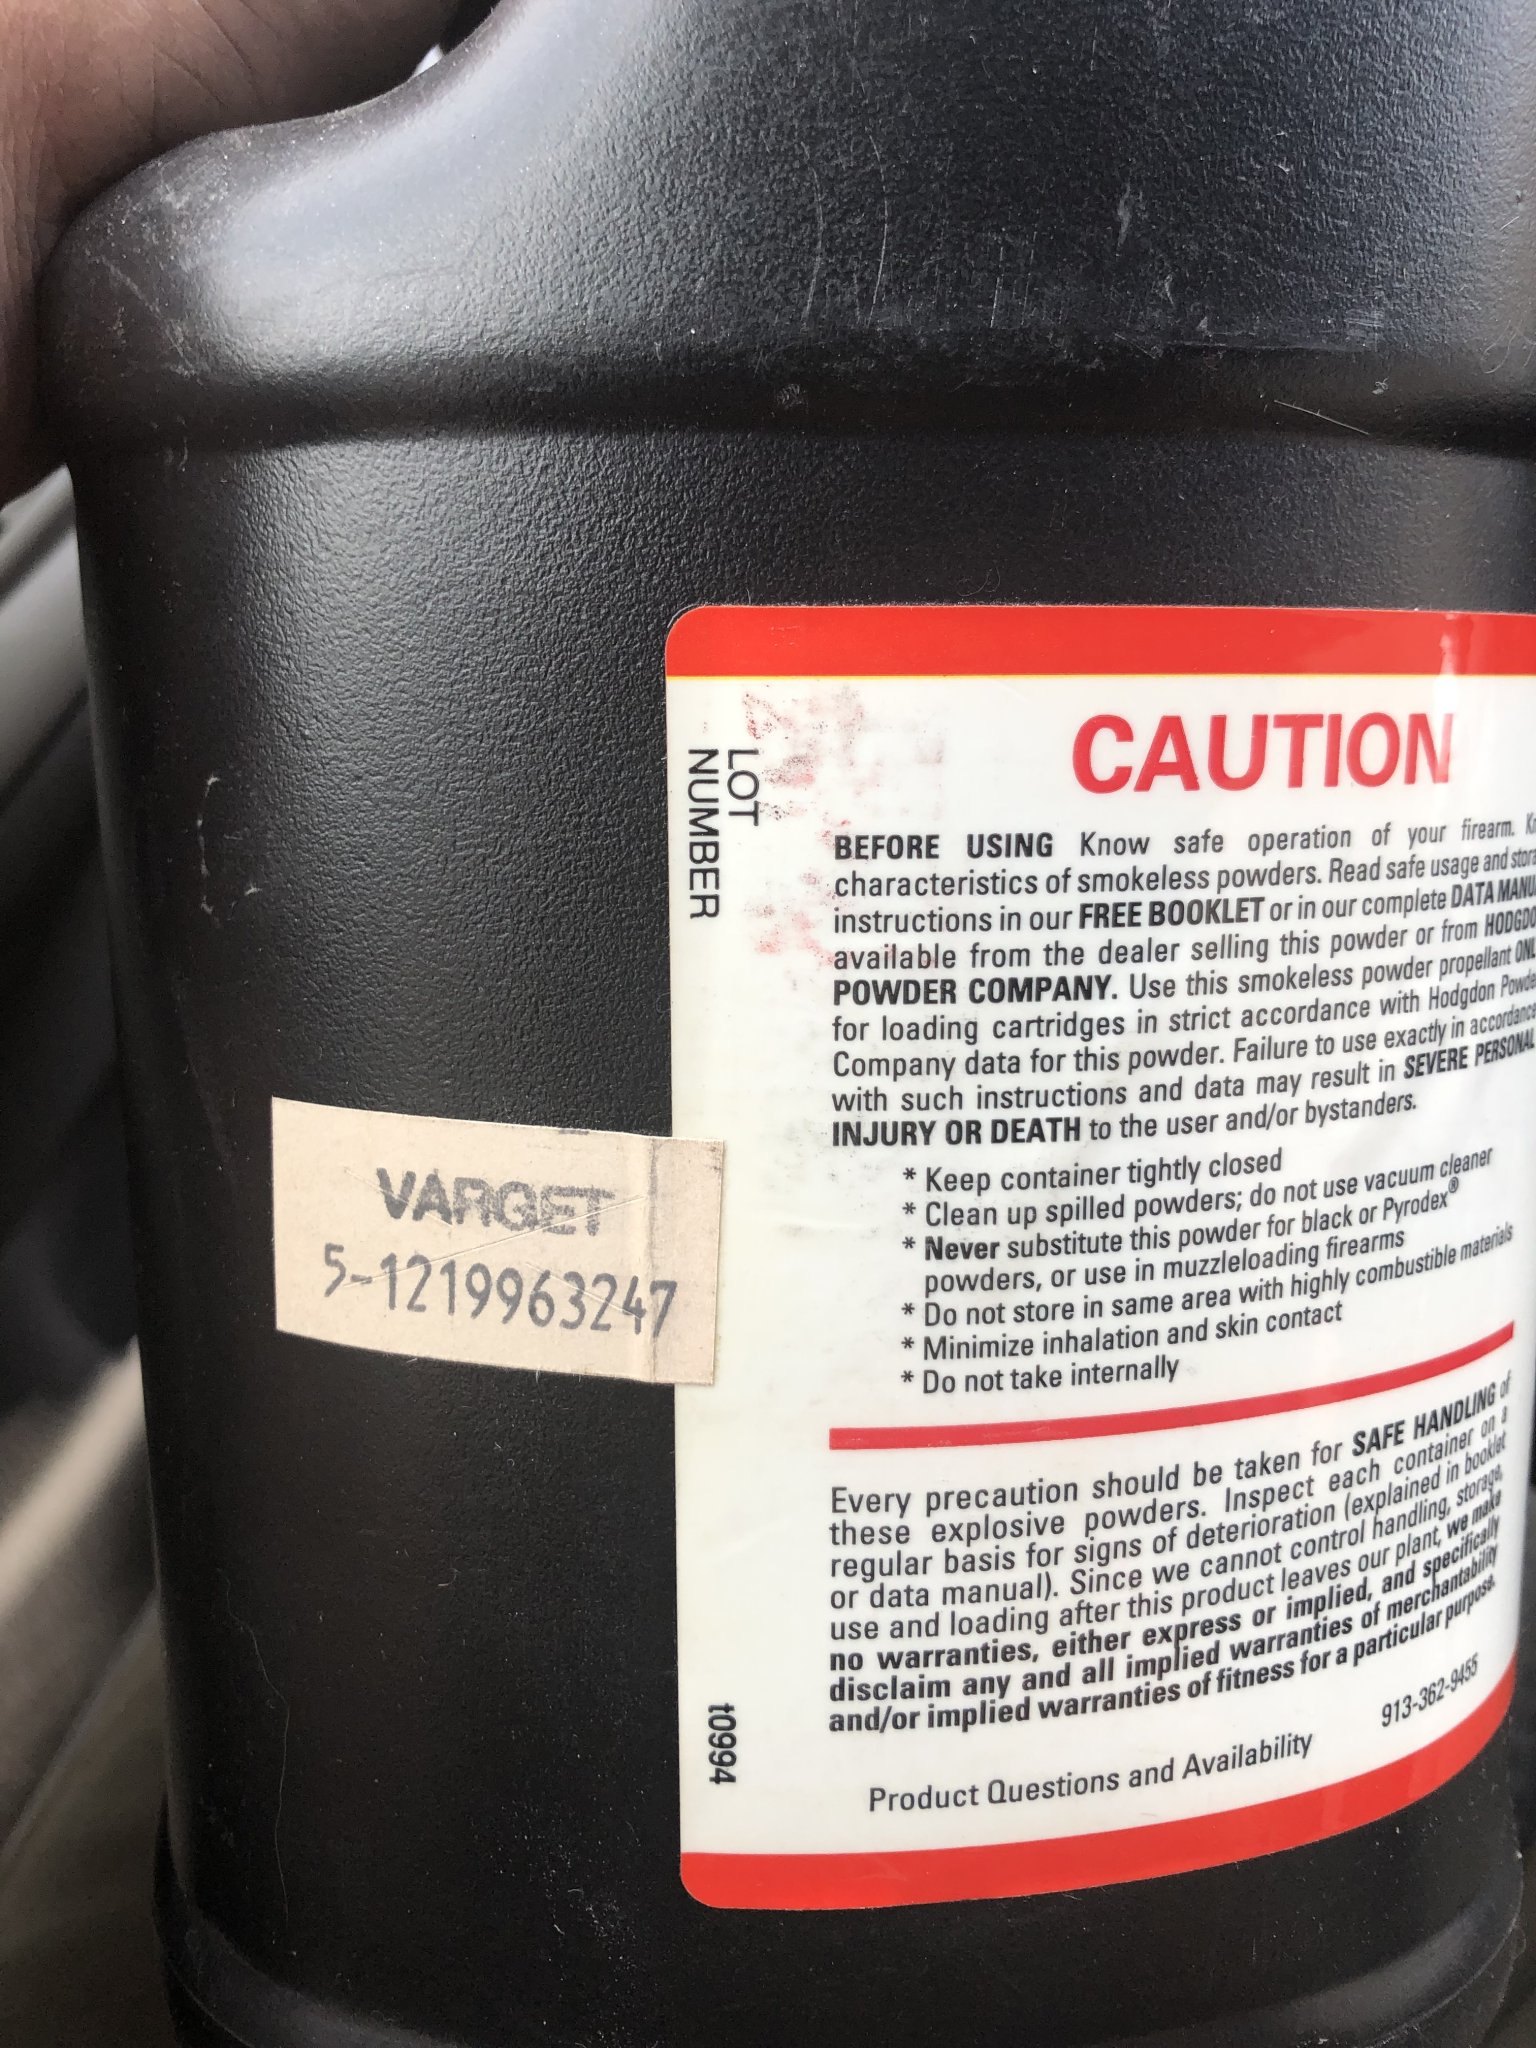 CAUTION
LOT
NUMBER
BEFORE USING Know safe operation of your firearm.
characteristics of smokeless powders. Read safe usage and
instructions in our FREE BOOKLET or in our complete DATA
available from the dealer selling this powder or from
POWDER COMPANY. Use this smokeless powder propellant
for loading cartridges in strict accordance with Hodgdon
Company data for this powder. Failure to use exactly in accordance
with such instructions and data may result in SEVERE PERSONAL
INJURY OR DEATH to the user and/or bystanders.
* Keep container tightly closed
* Clean up spilled powders; do not use vacuum cleaner
* Never substitute this powder for black or Pyrodex®
powders, or use in muzzleloading firearms
* Do not store in same area with highly combustible materials
* Minimize inhalation and skin contact
* Do not take internally
VARGET
5-1219963247
Every precaution should be taken for SAFE HANDLING of
these explosive powders. Inspect each container on a
regular basis for signs of deterioration (explained in booklet
or data manual). Since we cannot control handling, storage,
use and loading after this product leaves our plant, we make
no warranties, either express or implied, and specifically
disclaim any and all implied warranties of merchantability
and/or implied warranties of fitness for a particular purpose.
913-362-9455
Product Questions and Availability
t0994